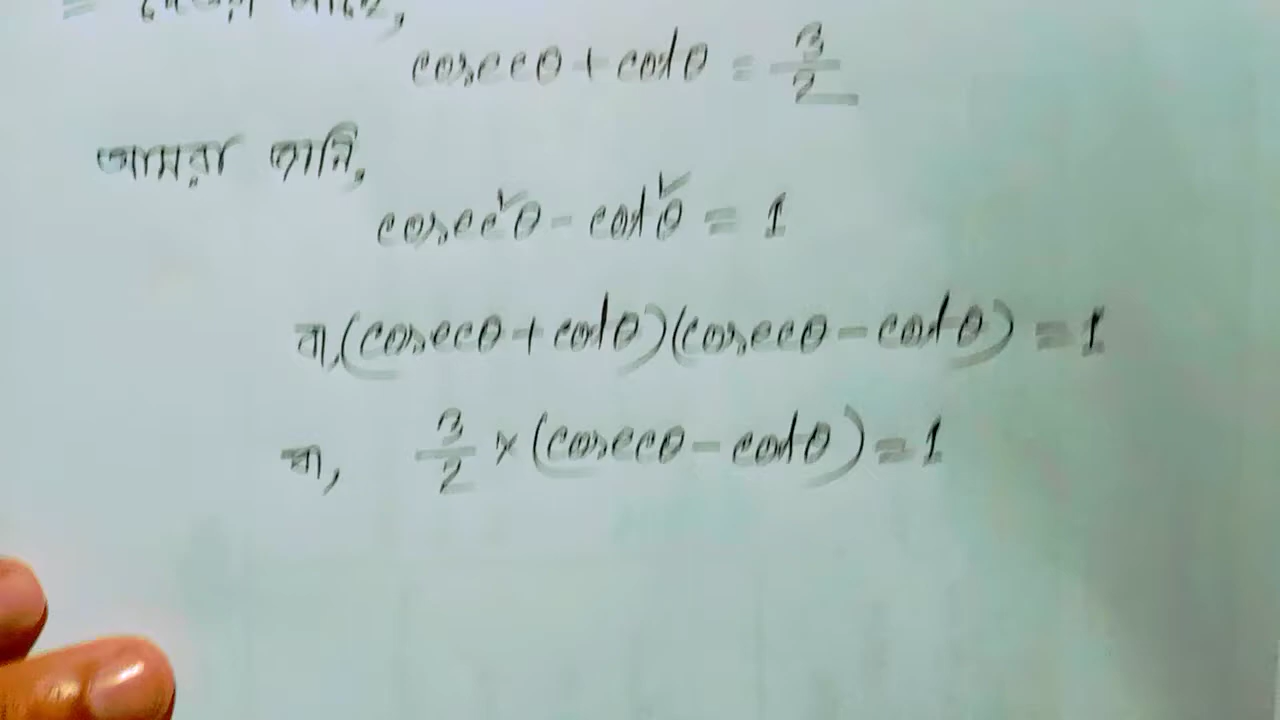 cosecθ + cotθ = 3/2
আমরা জানি,
cosec²θ - cot²θ = 1
বা, (cosecθ + cotθ)(cosecθ - cotθ) = 1
বা, 3/2 × (cosecθ - cotθ) = 1